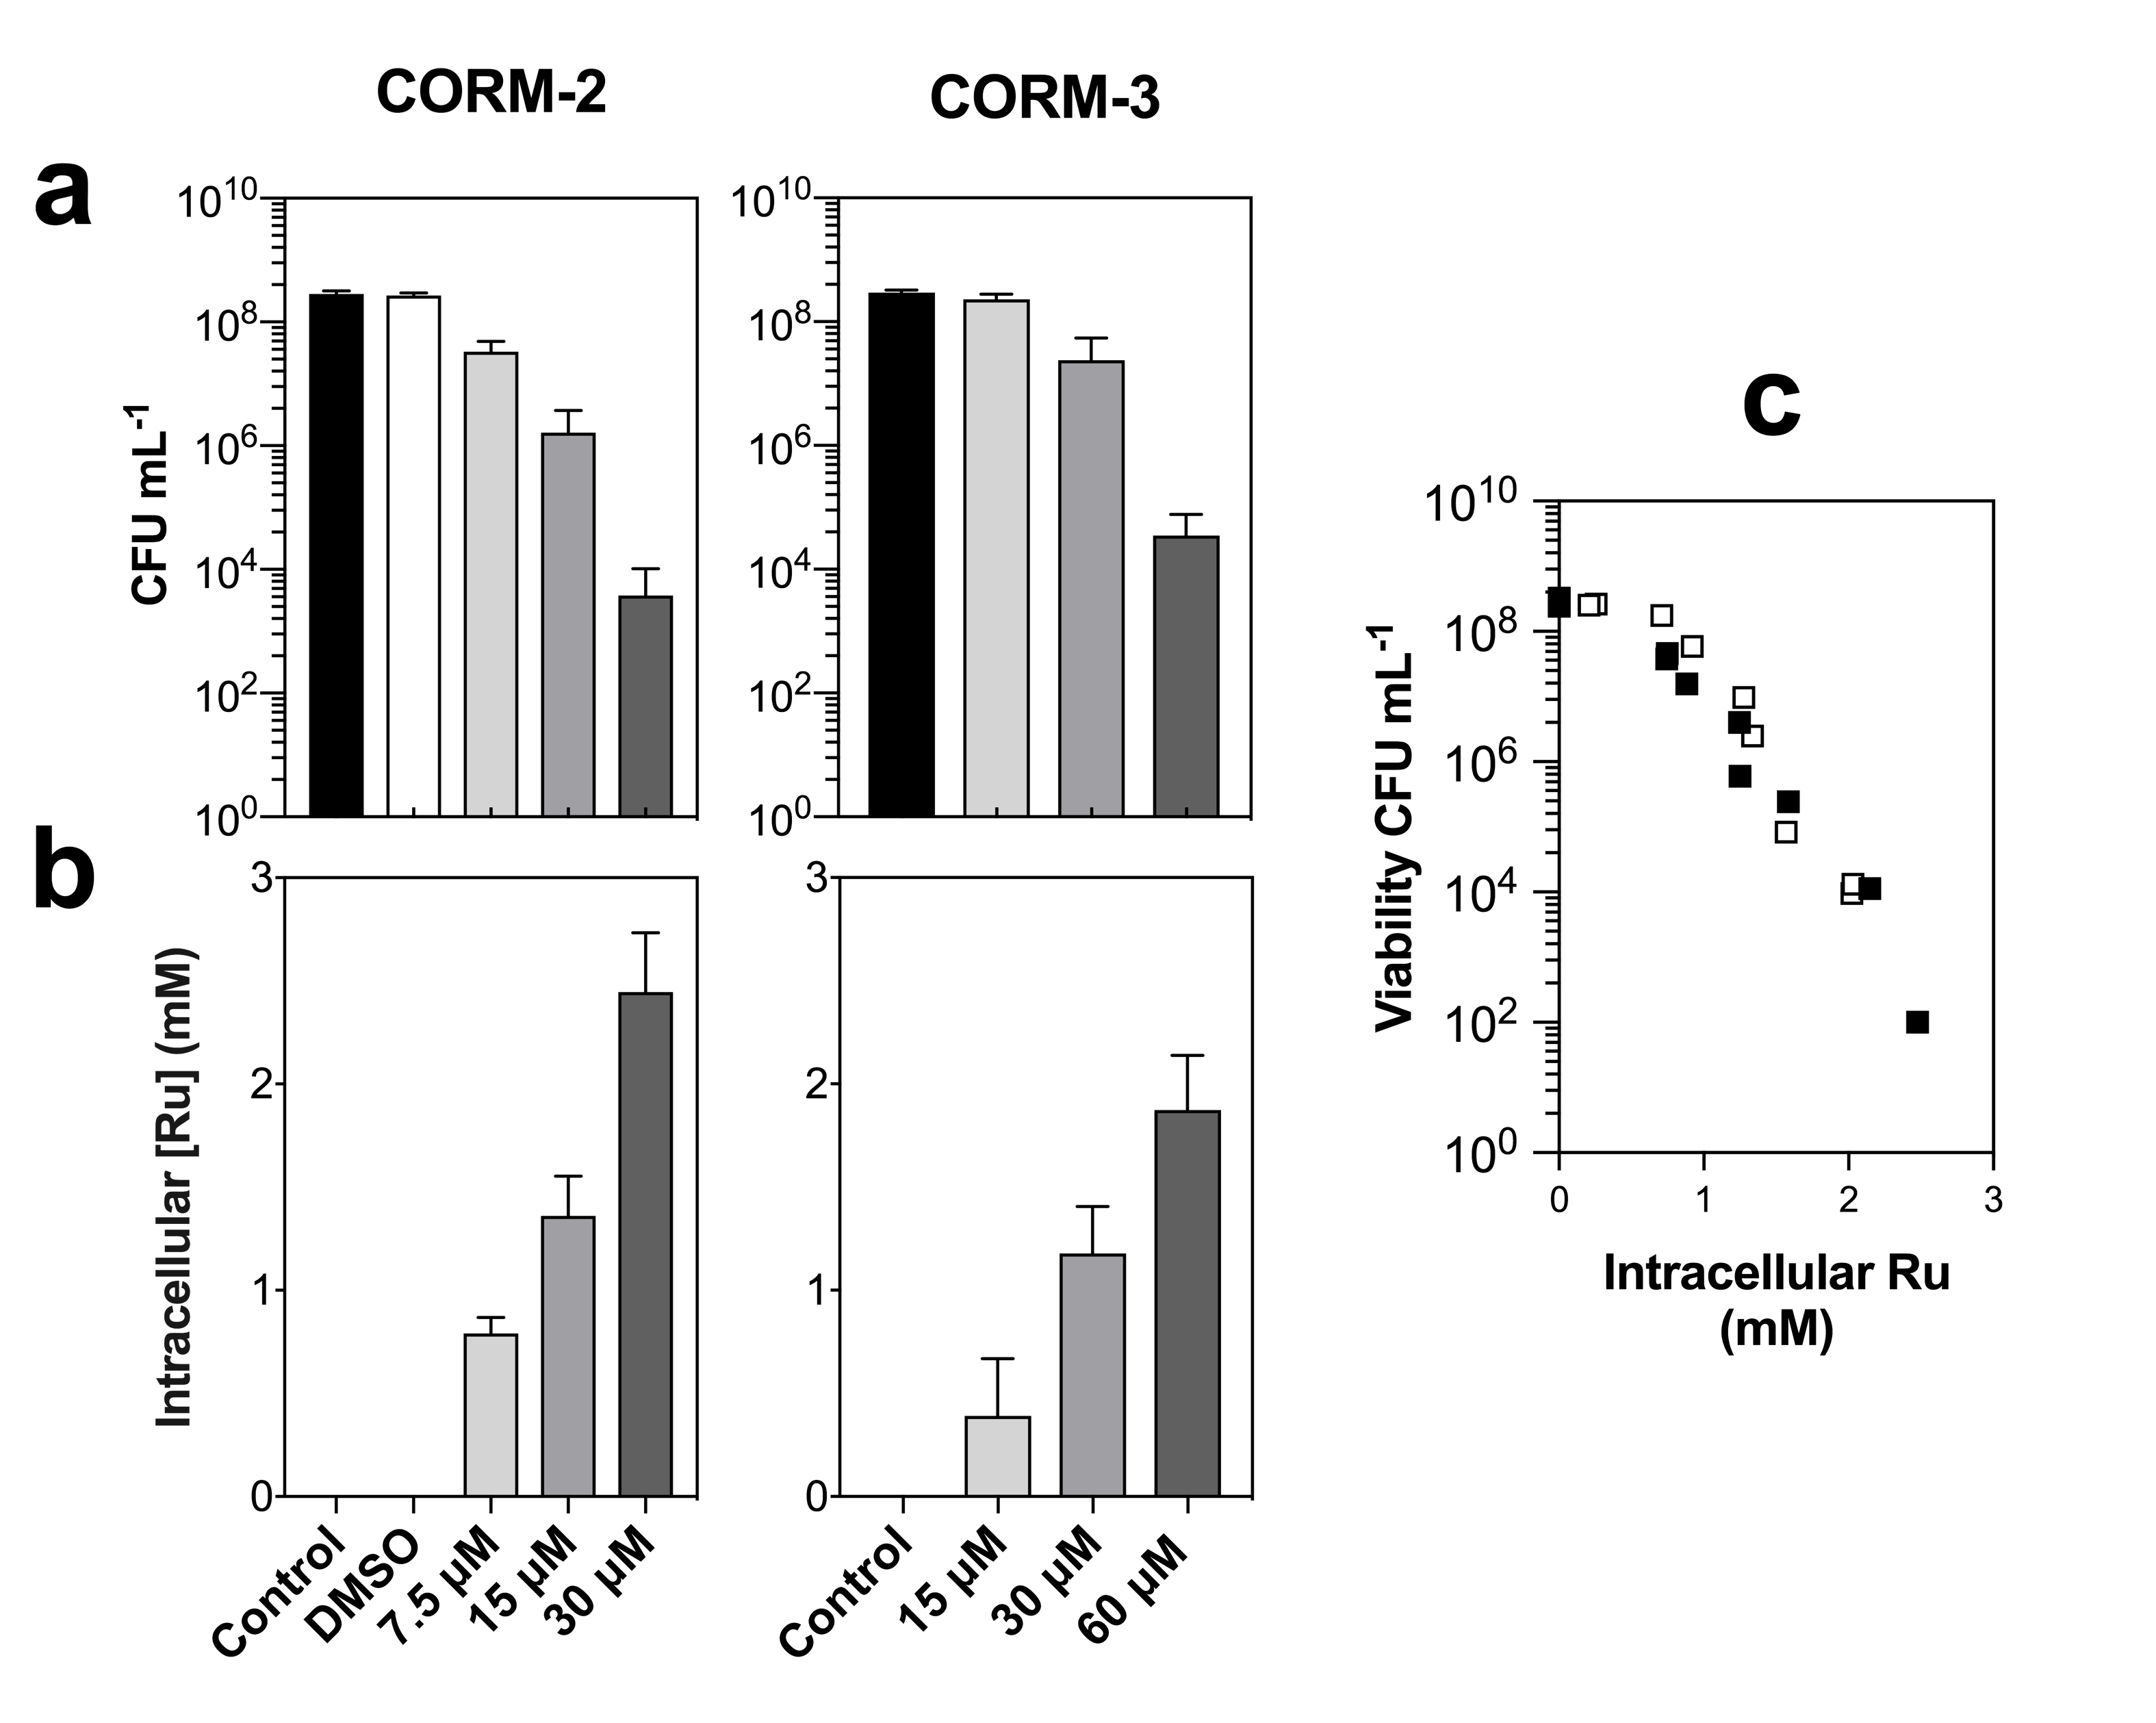 CORM-2
CORM-3
a
10^10
10^8
10^6
10^4
10^2
10^0
CFU mL^-1
10^10
10^8
10^6
10^4
10^2
10^0
b
3
2
1
0
Intracellular [Ru] (mM)
Control
DMSO
7.5 µM
15 µM
30 µM
3
2
1
0
Control
15 µM
30 µM
60 µM
c
10^10
10^8
10^6
10^4
10^2
10^0
Viability CFU mL^-1
0
1
2
3
Intracellular Ru
(mM)